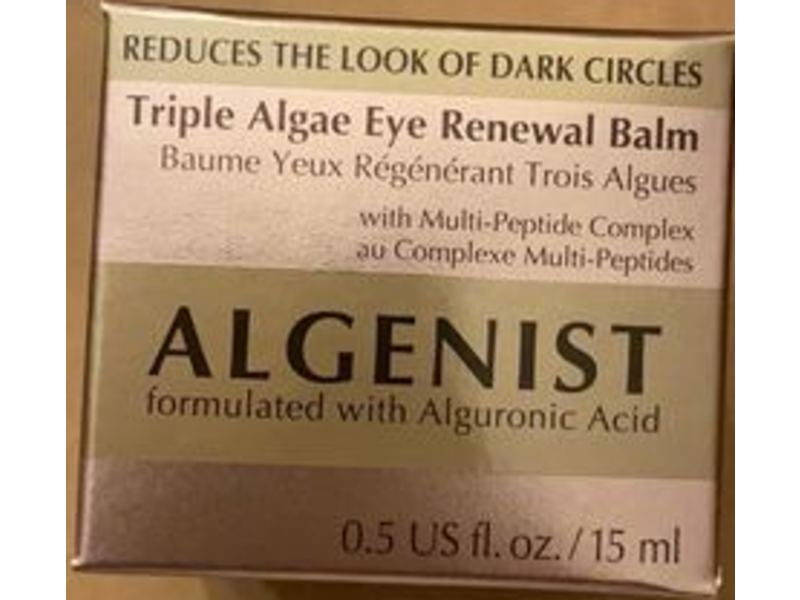 REDUCES THE LOOK OF DARK CIRCLES
Triple Algae Eye Renewal Balm
Baume Yeux Régénérant Trois Algues
with Multi-Peptide Complex
au Complexe Multi-Peptides
ALGENIST
formulated with Alguronic Acid
0.5 US fl. oz. / 15 ml